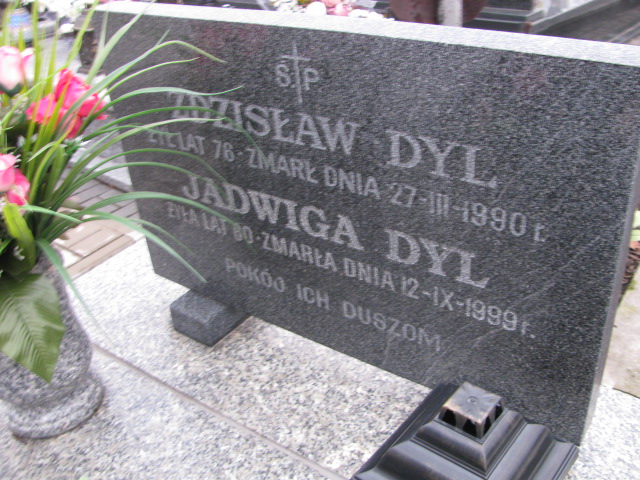 Ś P
ZDZISŁAW DYL
ŻYŁ LAT 76 - ZMARŁ DNIA 27-III-1990 r.
JADWIGA DYL
ŻYŁA LAT 80 - ZMARŁA DNIA 12-IX-1999 r.
POKÓJ ICH DUSZOM